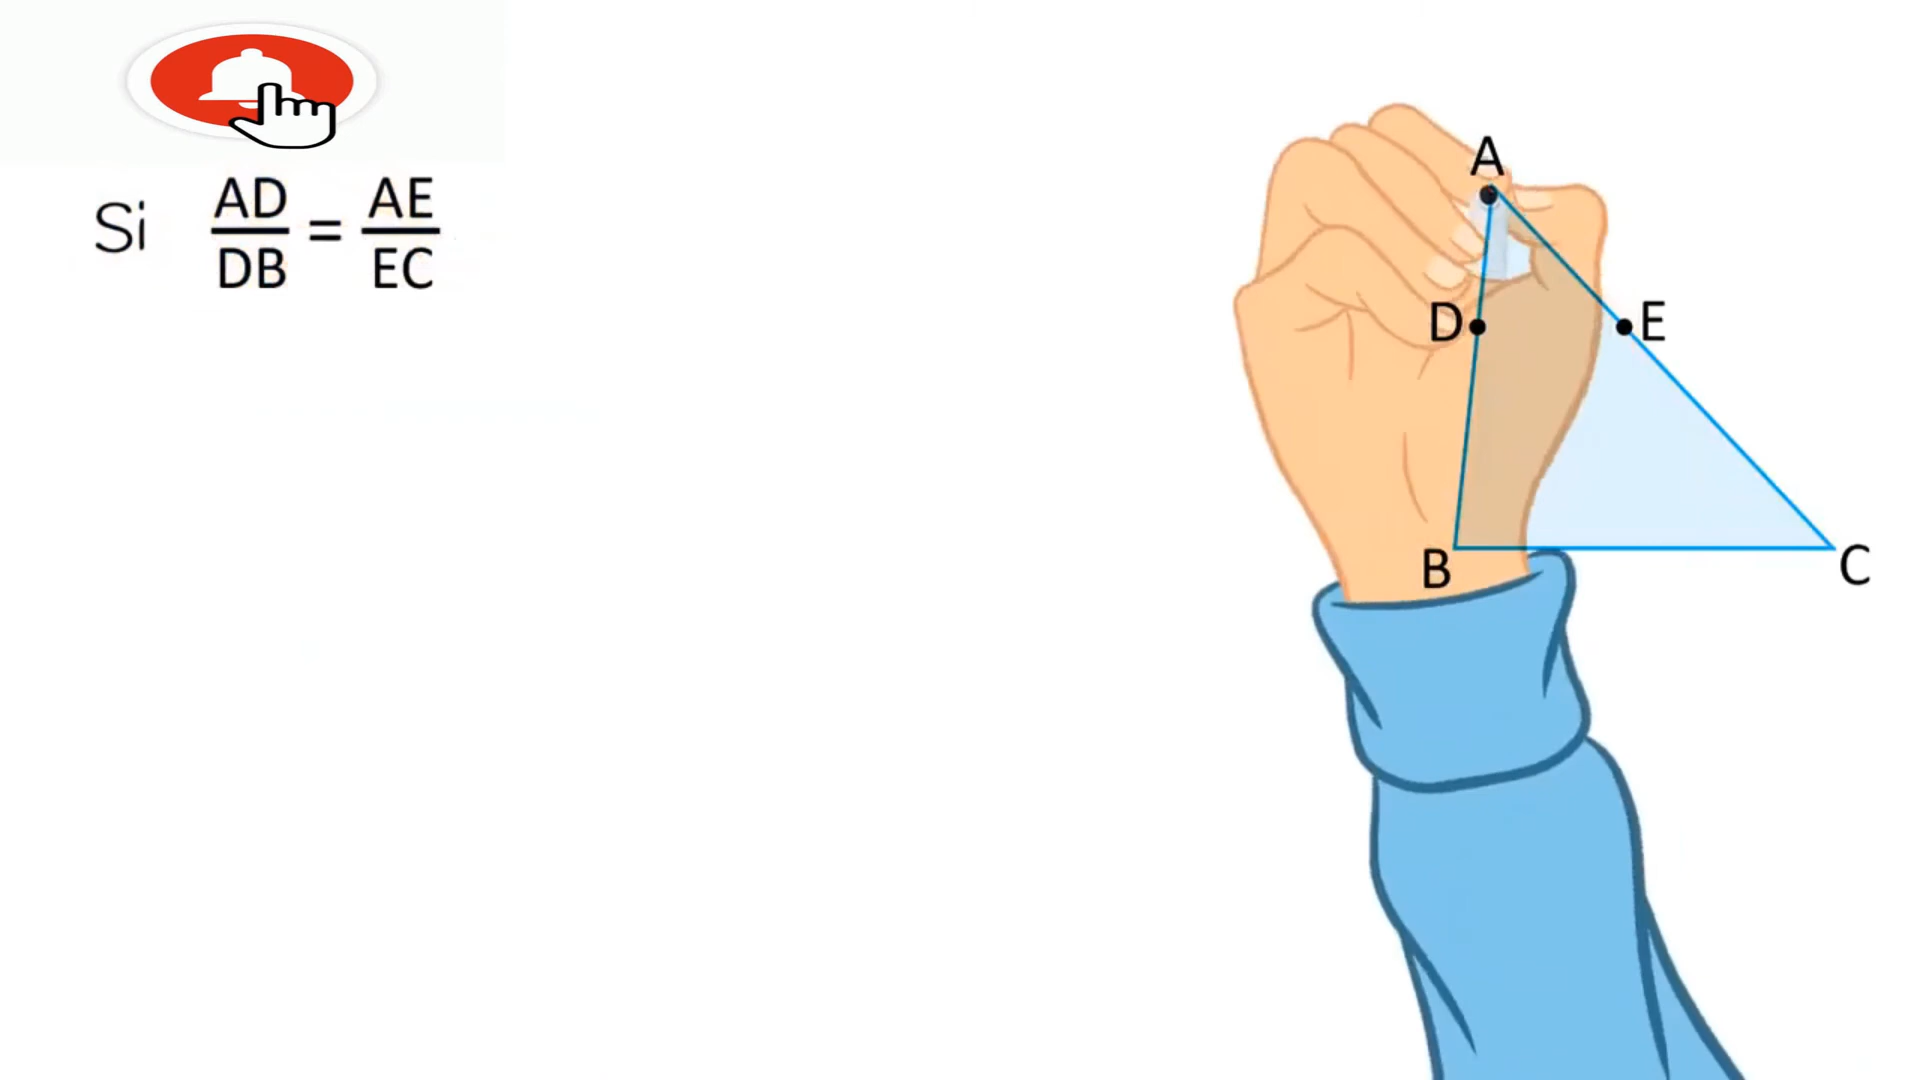 Si AD/DB = AE/EC
A
D
E
B
C